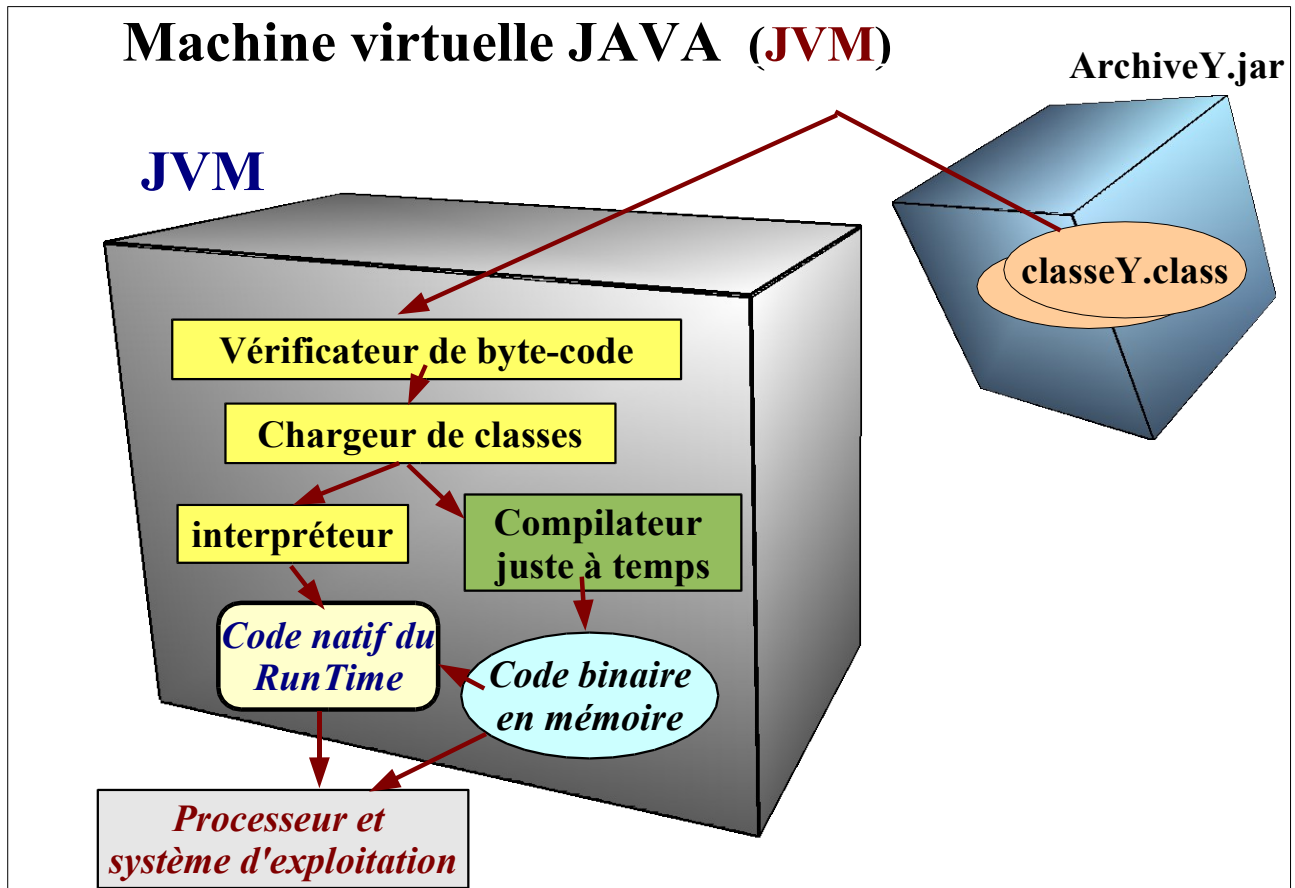 Machine virtuelle JAVA (JVM)
ArchiveY.jar
JVM
classeY.class
Vérificateur de byte-code
Chargeur de classes
interpréteur
Compilateur
juste à temps
Code natif du
RunTime
Code binaire
en mémoire
Processeur et
système d'exploitation